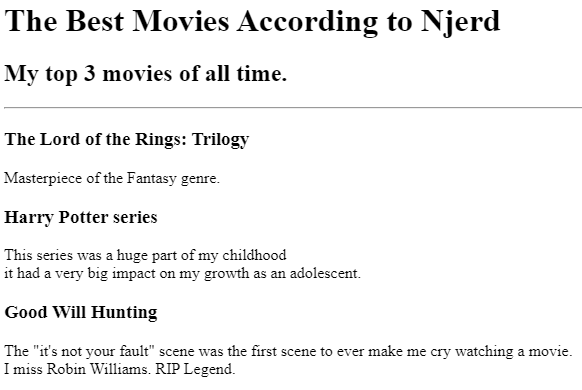 The Best Movies According to Njerd
My top 3 movies of all time.
The Lord of the Rings: Trilogy
Masterpiece of the Fantasy genre.
Harry Potter series
This series was a huge part of my childhood
it had a very big impact on my growth as an adolescent.
Good Will Hunting
The "it's not your fault" scene was the first scene to ever make me cry watching a movie.
I miss Robin Williams. RIP Legend.